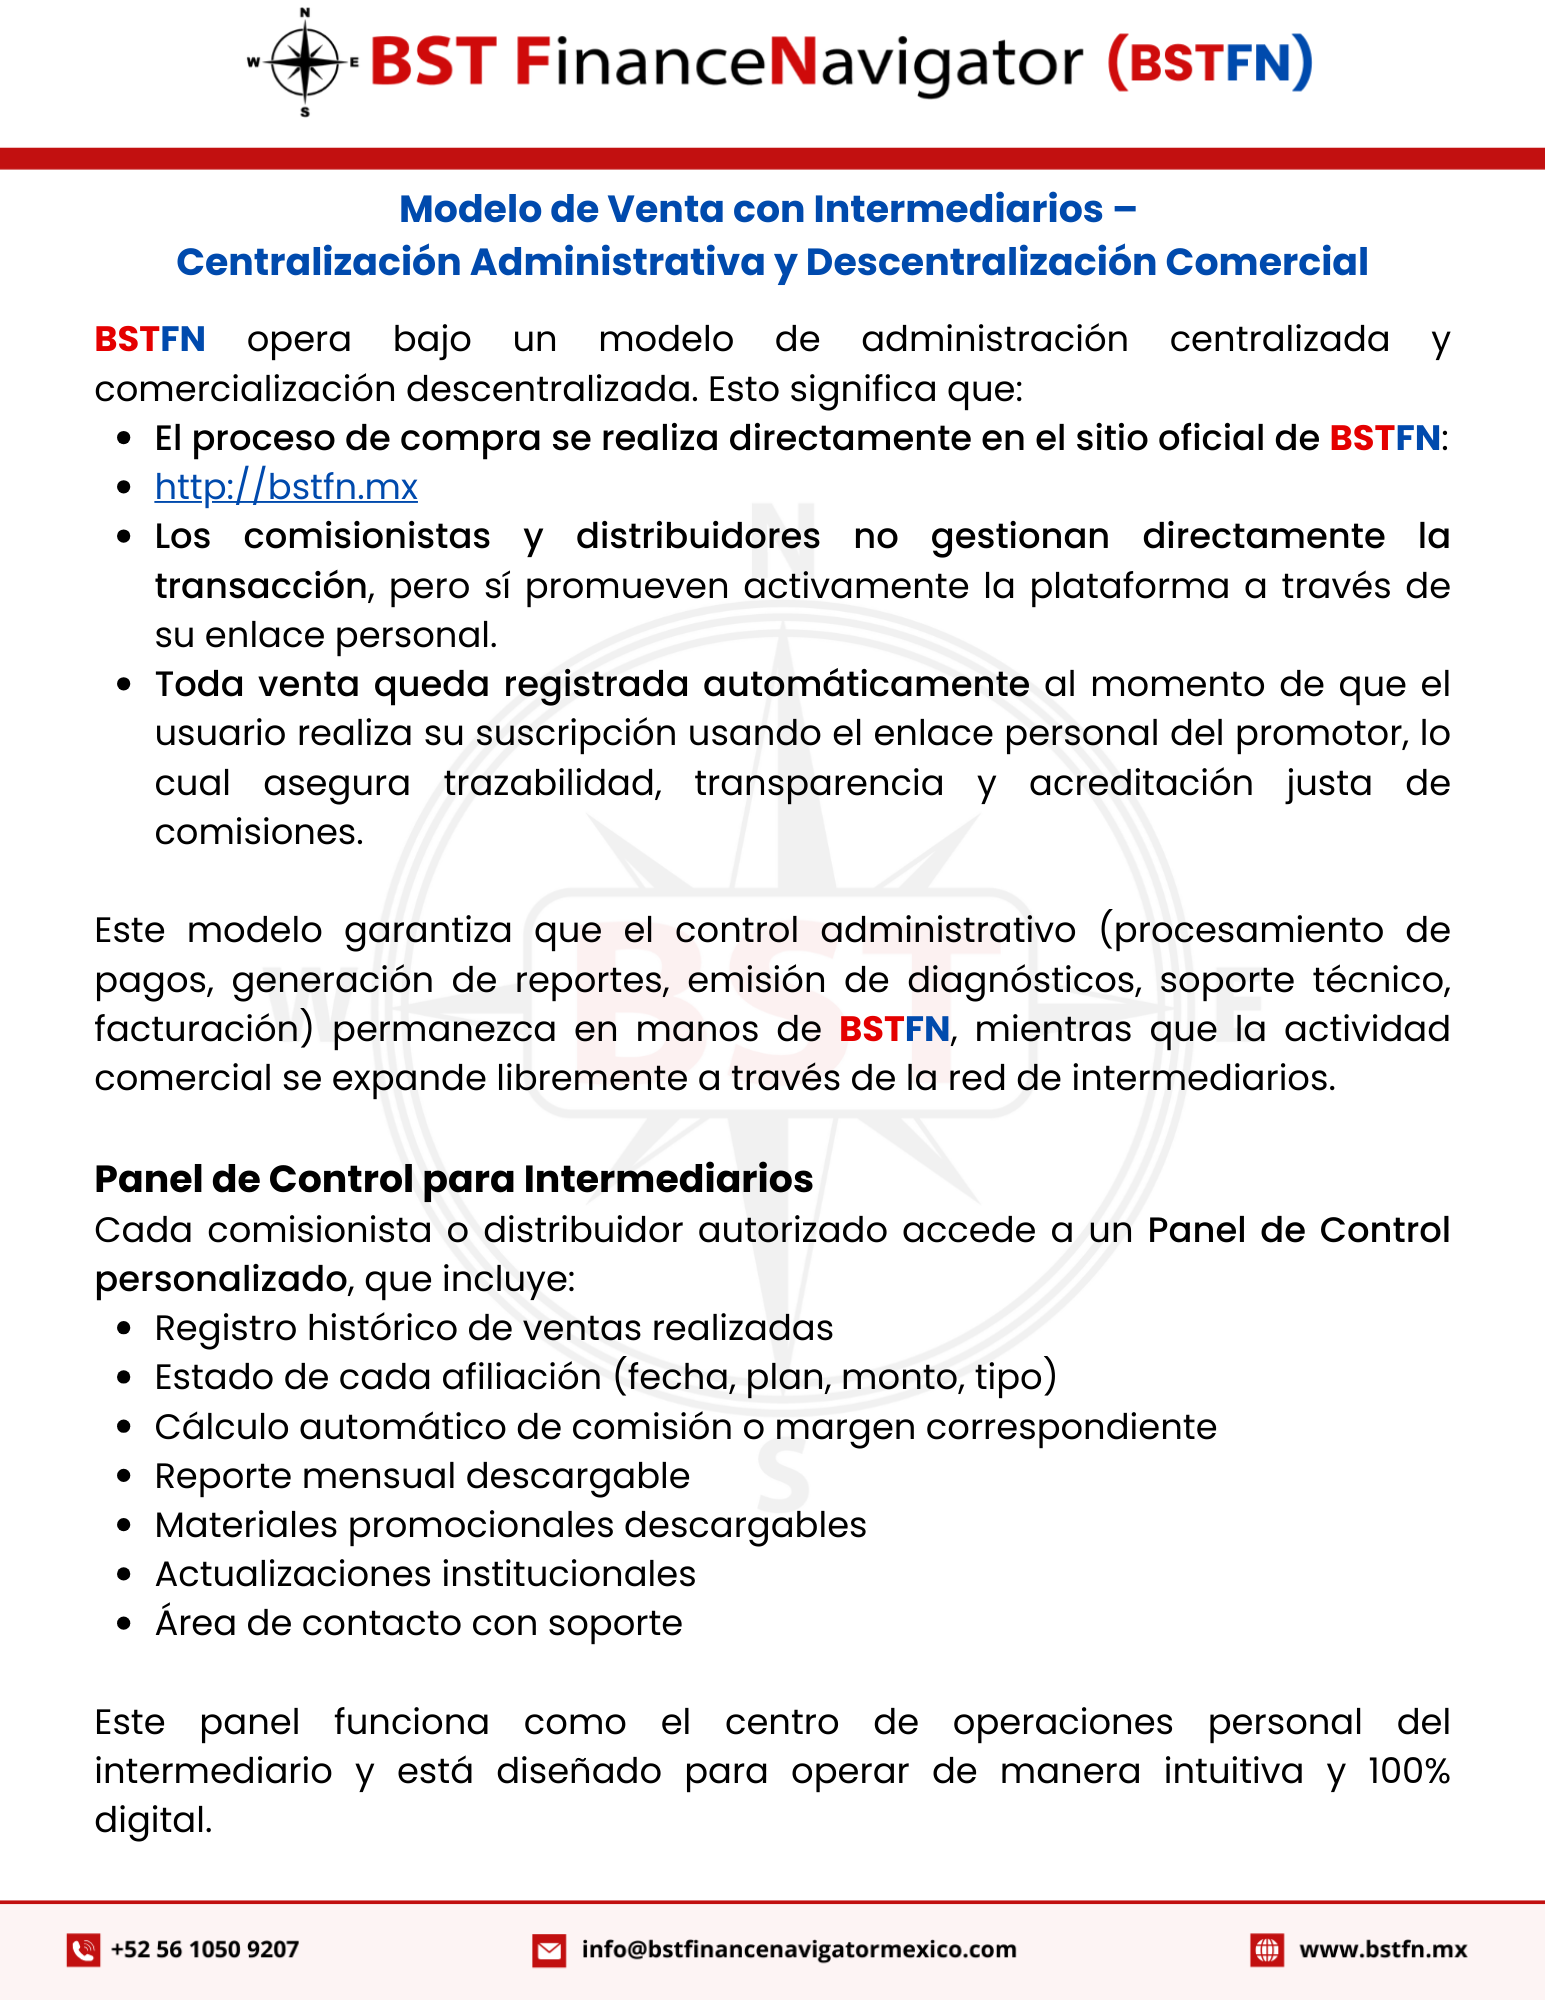 N
W E
S
BST FinanceNavigator (BSTFN)
Modelo de Venta con Intermediarios –
Centralización Administrativa y Descentralización Comercial
BSTFN opera bajo un modelo de administración centralizada y
comercialización descentralizada. Esto significa que:
• El proceso de compra se realiza directamente en el sitio oficial de BSTFN:
• http://bstfn.mx
• Los comisionistas y distribuidores no gestionan directamente la
transacción, pero sí promueven activamente la plataforma a través de
su enlace personal.
• Toda venta queda registrada automáticamente al momento de que el
usuario realiza su suscripción usando el enlace personal del promotor, lo
cual asegura trazabilidad, transparencia y acreditación justa de
comisiones.
Este modelo garantiza que el control administrativo (procesamiento de
pagos, generación de reportes, emisión de diagnósticos, soporte técnico,
facturación) permanezca en manos de BSTFN, mientras que la actividad
comercial se expande libremente a través de la red de intermediarios.
Panel de Control para Intermediarios
Cada comisionista o distribuidor autorizado accede a un Panel de Control
personalizado, que incluye:
• Registro histórico de ventas realizadas
• Estado de cada afiliación (fecha, plan, monto, tipo)
• Cálculo automático de comisión o margen correspondiente
• Reporte mensual descargable
• Materiales promocionales descargables
• Actualizaciones institucionales
• Área de contacto con soporte
Este panel funciona como el centro de operaciones personal del
intermediario y está diseñado para operar de manera intuitiva y 100%
digital.
N
W BST E
S
+52 56 1050 9207 info@bstfinancenavigatormexico.com www.bstfn.mx